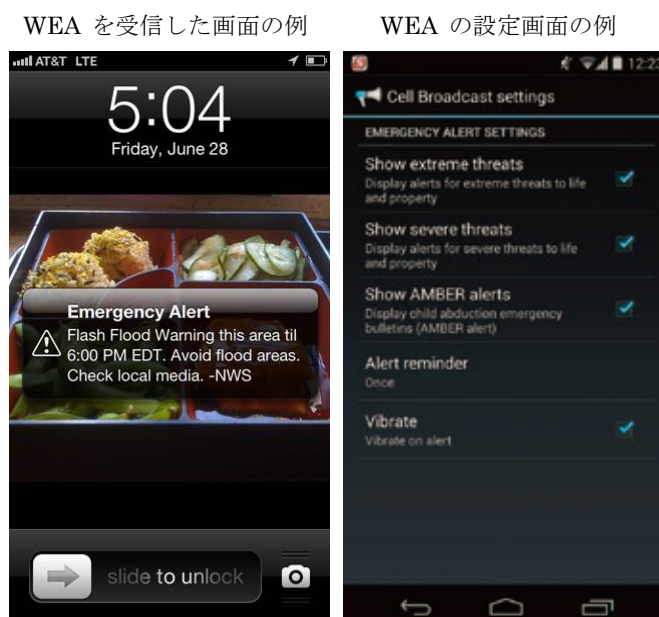 WEA を受信した画面の例
WEA の設定画面の例
AT&T LTE
5:04
Friday, June 28
Emergency Alert
Flash Flood Warning this area til
6:00 PM EDT. Avoid flood areas.
Check local media. -NWS
slide to unlock
12:23
Cell Broadcast settings
EMERGENCY ALERT SETTINGS
Show extreme threats
Display alerts for extreme threats to life
and property
Show severe threats
Display alerts for severe threats to life
and property
Show AMBER alerts
Display child abduction emergency
bulletins (AMBER alert)
Alert reminder
Once
Vibrate
Vibrate on alert